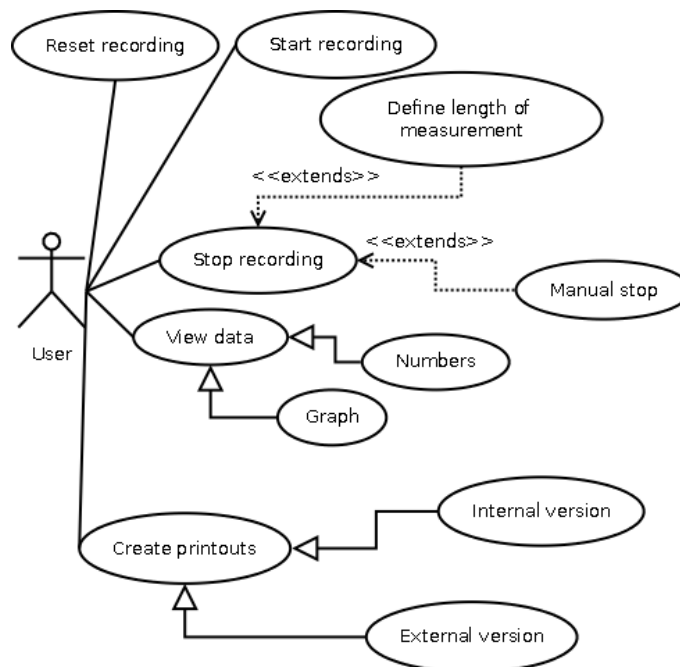 Reset recording
Start recording
Define length of
measurement
<<extends>>
Stop recording
<<extends>>
Manual stop
User
View data
Numbers
Graph
Internal version
Create printouts
External version